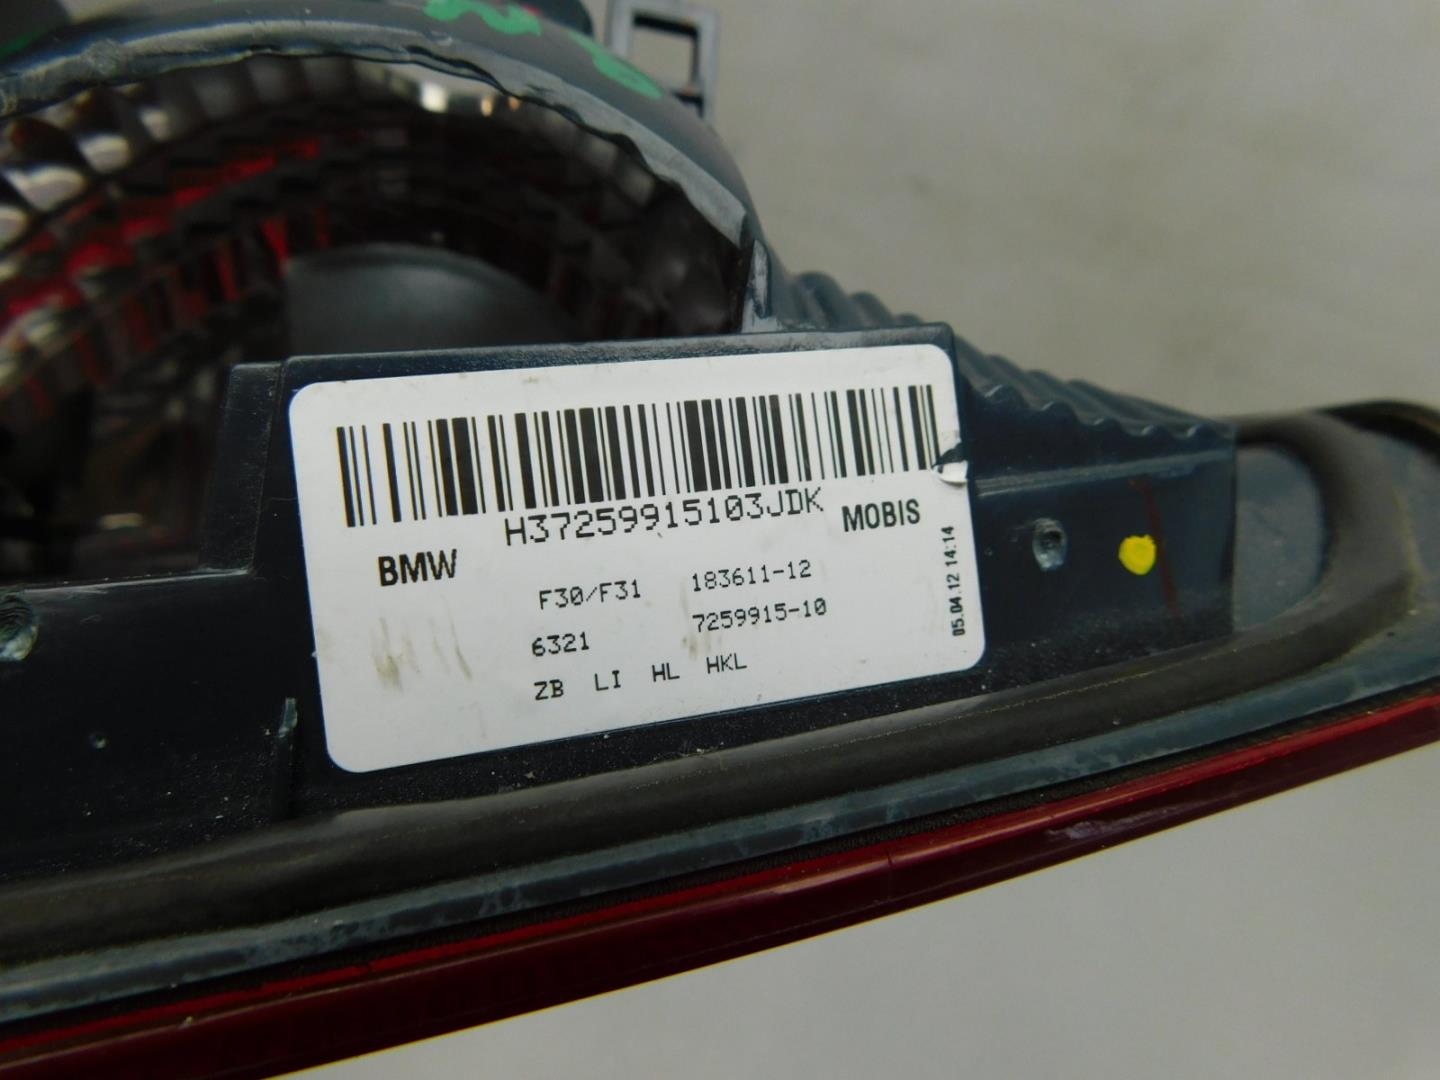 H37259915103JDK
BMW MOBIS
F30/F31 183611-12
6321 7259915-10
ZB LI HL HKL
05.04.12 14:14